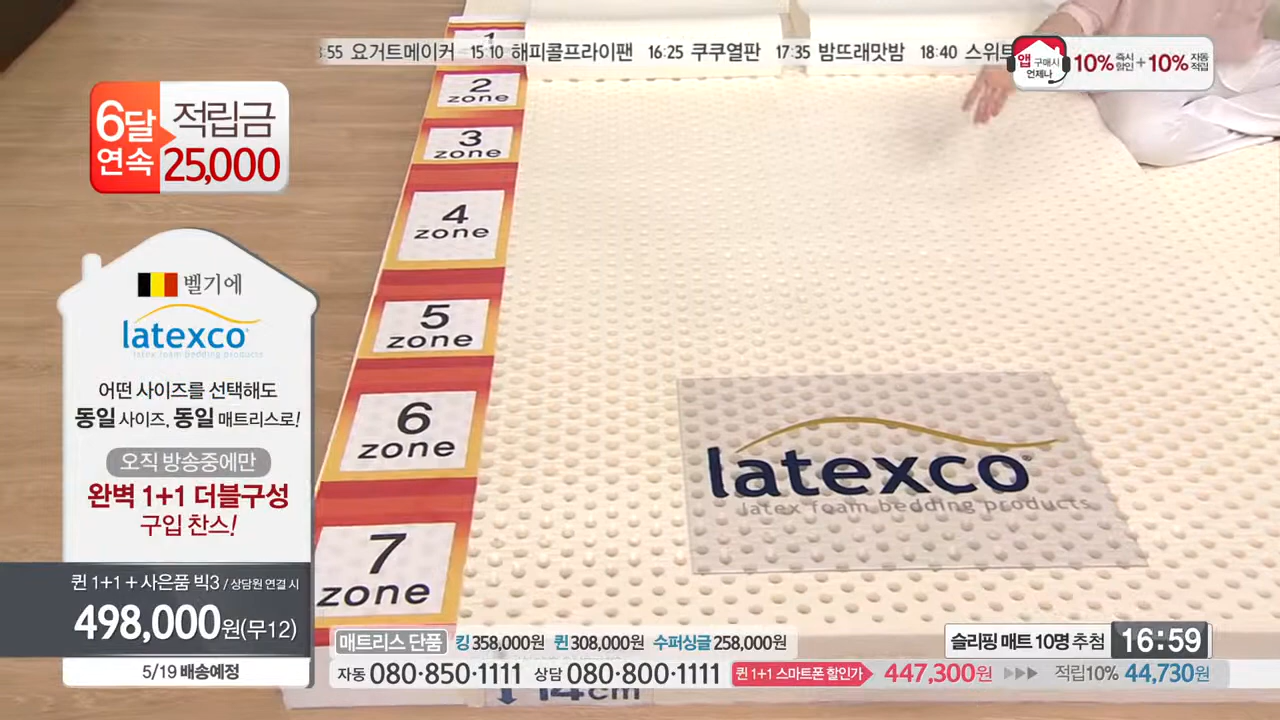 :55 요거트메이커 15:10 해피콜프라이팬 16:25 쿠쿠열판 17:35 밤뜨래맛밤 18:40 스위트
앱 구매시 언제나 10% 즉시할인 + 10% 자동적립
6달 연속
적립금
25,000
1
2
zone
3
zone
4
zone
5
zone
6
zone
7
zone
벨기에
latexco
latex foam bedding products
어떤 사이즈를 선택해도
동일 사이즈, 동일 매트리스로!
오직 방송중에만
완벽 1+1 더블구성
구입 찬스!
latexco
latex foam bedding products
퀸 1+1 + 사은품 빅3 / 상담원 연결 시
498,000원(무12)
5/19 배송예정
매트리스 단품 킹 358,000원 퀸 308,000원 수퍼싱글 258,000원
슬리핑 매트 10명 추첨 16:59
자동 080·850·1111 상담 080·800·1111 퀸 1+1 스마트폰 할인가 447,300원 적립10% 44,730원
14cm